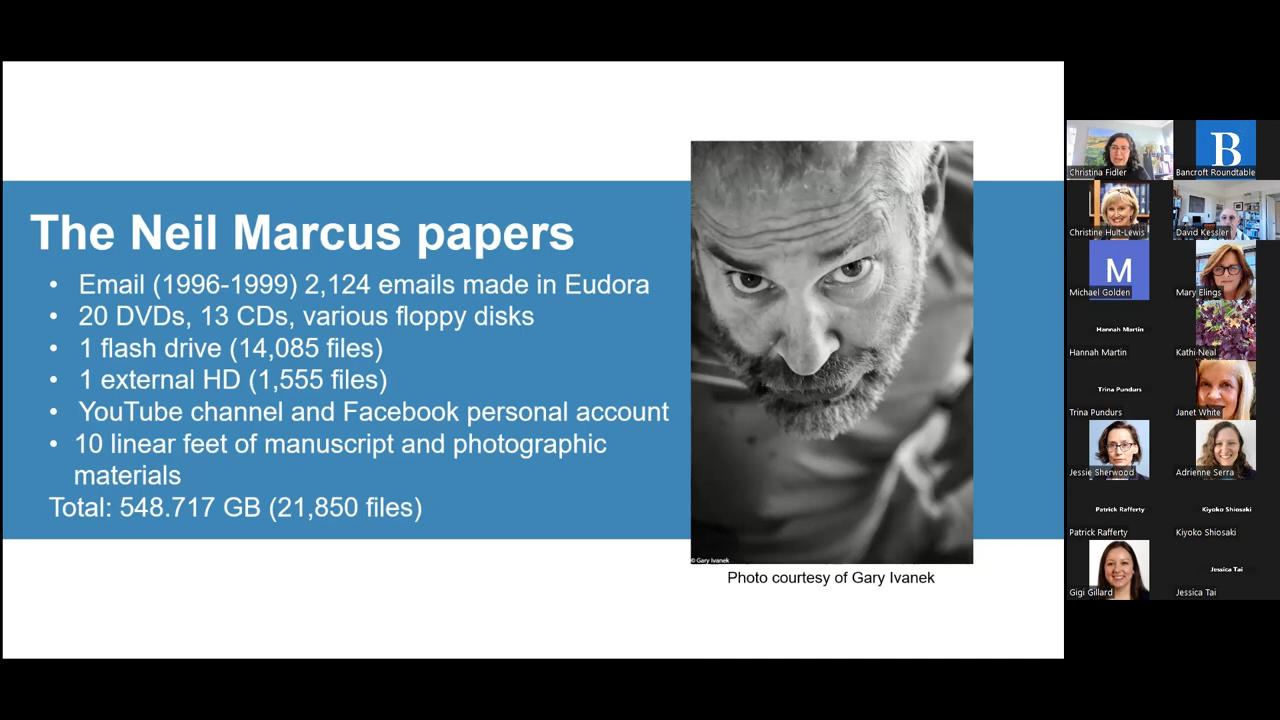 The Neil Marcus papers
• Email (1996-1999) 2,124 emails made in Eudora
• 20 DVDs, 13 CDs, various floppy disks
• 1 flash drive (14,085 files)
• 1 external HD (1,555 files)
• YouTube channel and Facebook personal account
• 10 linear feet of manuscript and photographic
materials
Total: 548.717 GB (21,850 files)
© Gary Ivanek
Photo courtesy of Gary Ivanek
Christina Fidler
B
Bancroft Roundtable
Christine Hult-Lewis
David Kessler
M
Michael Golden
Mary Elings
Hannah Martin
Hannah Martin
Kathi Neal
Trina Pundurs
Trina Pundurs
Janet White
Jessie Sherwood
Adrienne Serra
Patrick Rafferty
Patrick Rafferty
Kiyoko Shiosaki
Kiyoko Shiosaki
Gigi Gillard
Jessica Tai
Jessica Tai